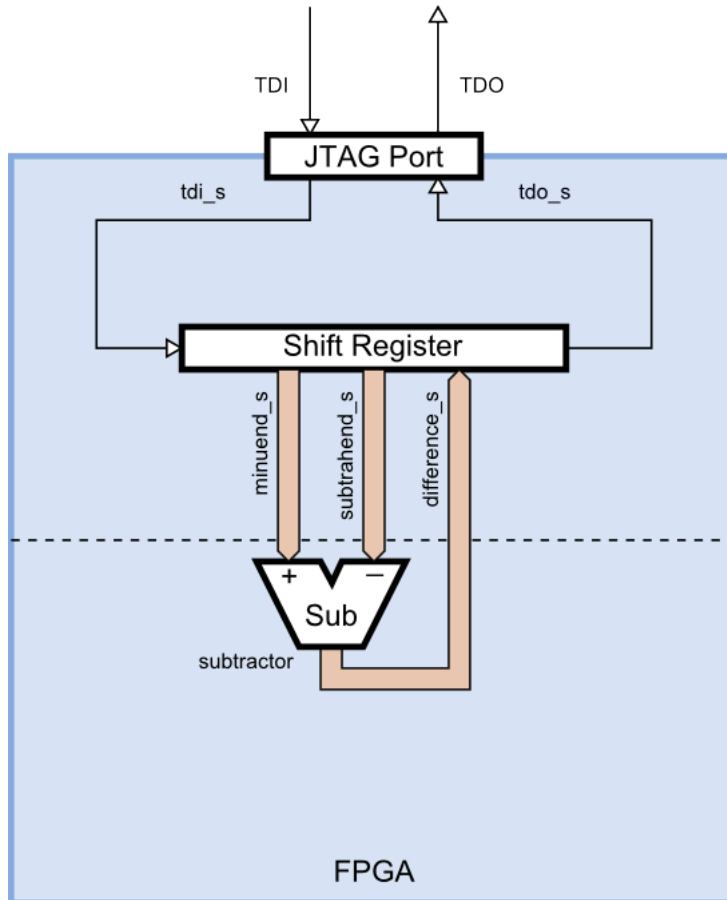 TDI
TDO
JTAG Port
tdi_s
tdo_s
Shift Register
minuend_s
subtrahend_s
difference_s
+
−
Sub
subtractor
FPGA